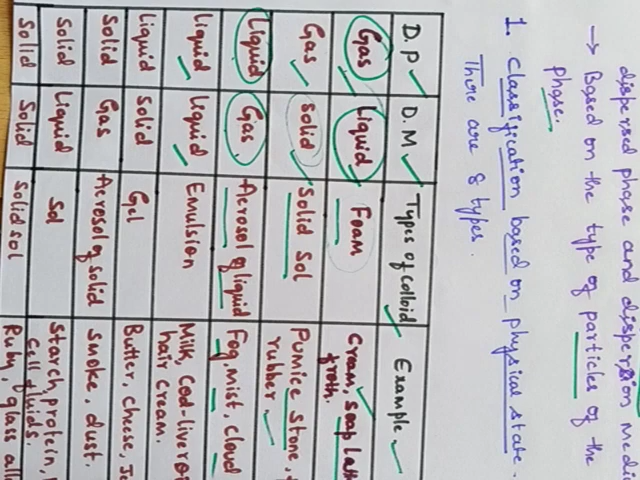 dispersed phase and dispersion medi
→ Based on the type of particles of the
phase.
1. Classification based on physical state.
There are 8 types.
D.P D.M Types of colloid Example
Gas Liquid Foam Cream, soap lath
froth.
Gas Solid Solid Sol Pumice stone,
rubber
Liquid Gas Aerosol of liquid Fog, mist, cloud
Liquid Liquid Emulsion Milk, Cod-liver oi
hair cream.
Liquid Solid Gel Butter, cheese, Je
Solid Gas Aerosol of solid Smoke, dust.
Solid Liquid Sol Starch, protein,
cell fluids.
Solid Solid Solid sol Ruby, glass all